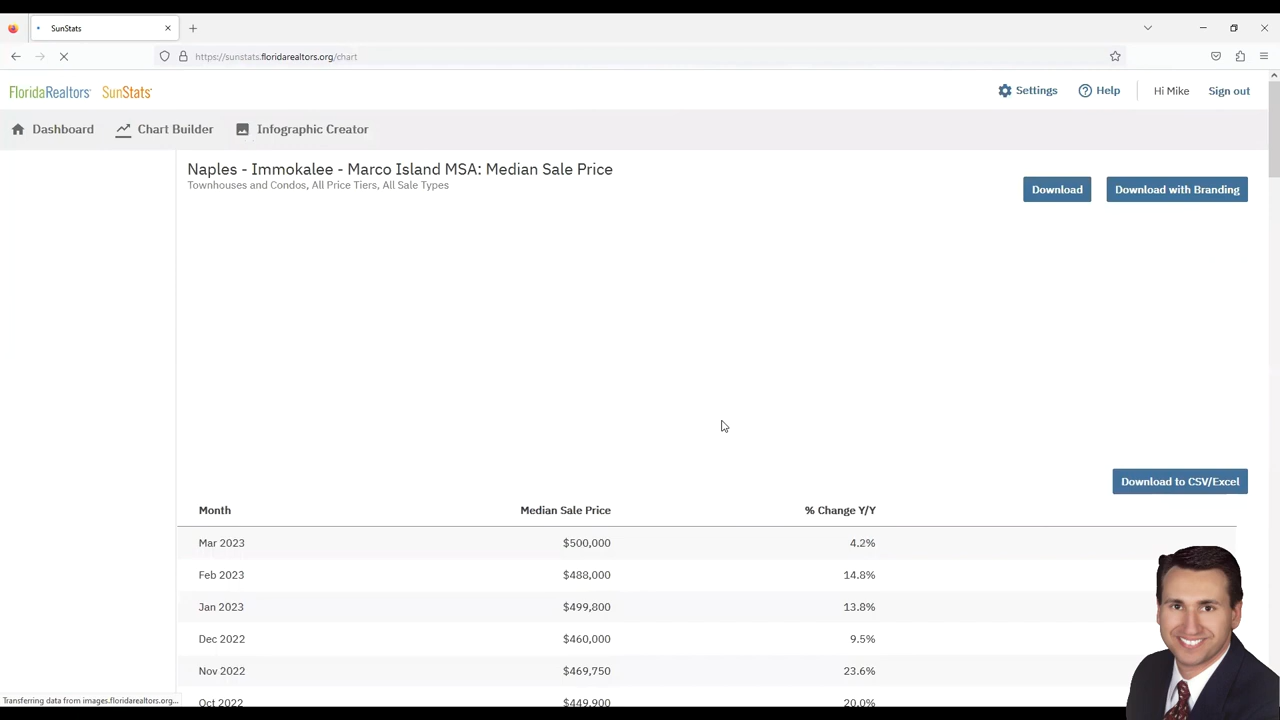 SunStats
https://sunstats.floridarealtors.org/chart
FloridaRealtors SunStats
Settings Help Hi Mike Sign out
Dashboard Chart Builder Infographic Creator
Naples - Immokalee - Marco Island MSA: Median Sale Price
Townhouses and Condos, All Price Tiers, All Sale Types
Download Download with Branding
Download to CSV/Excel
Month Median Sale Price % Change Y/Y
Mar 2023 $500,000 4.2%
Feb 2023 $488,000 14.8%
Jan 2023 $499,800 13.8%
Dec 2022 $460,000 9.5%
Nov 2022 $469,750 23.6%
Oct 2022 $449,900 20.0%
Transferring data from images.floridarealtors.org...